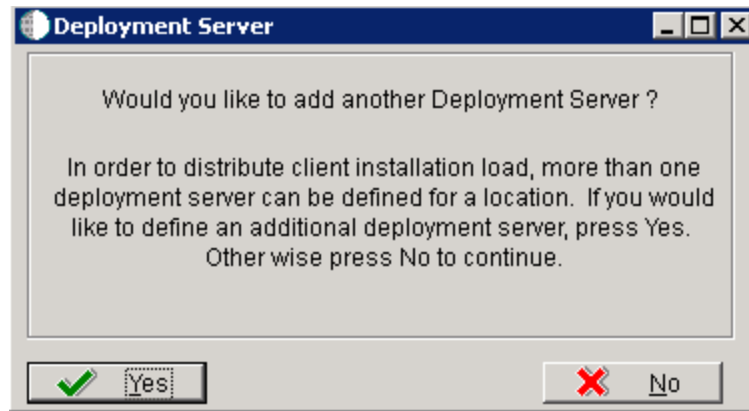 Deployment Server
Would you like to add another Deployment Server ?
In order to distribute client installation load, more than one
deployment server can be defined for a location. If you would
like to define an additional deployment server, press Yes.
Other wise press No to continue.
Yes
No